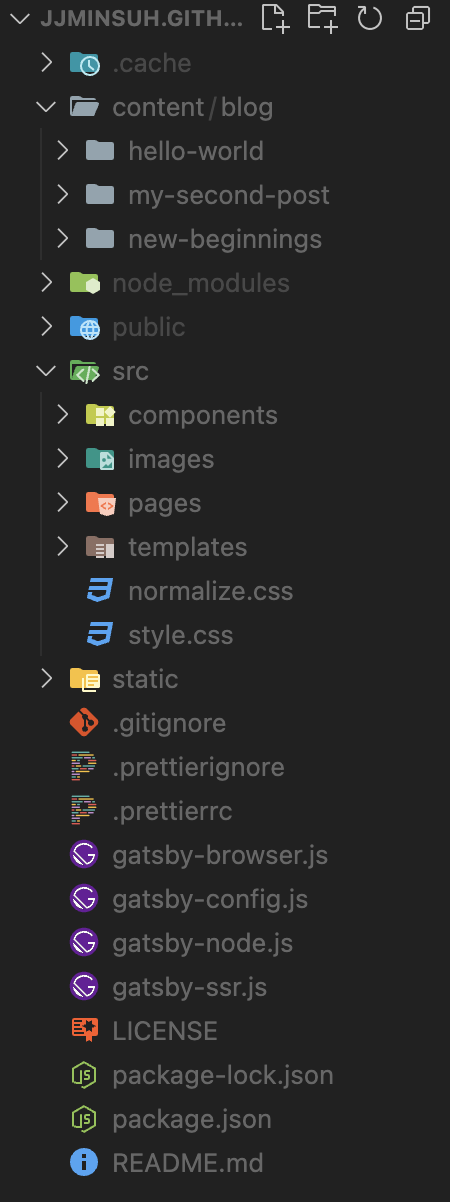 JJMINSUH.GITH...
.cache
content/blog
hello-world
my-second-post
new-beginnings
node_modules
public
src
components
images
pages
templates
normalize.css
style.css
static
.gitignore
.prettierignore
.prettierrc
gatsby-browser.js
gatsby-config.js
gatsby-node.js
gatsby-ssr.js
LICENSE
package-lock.json
package.json
README.md